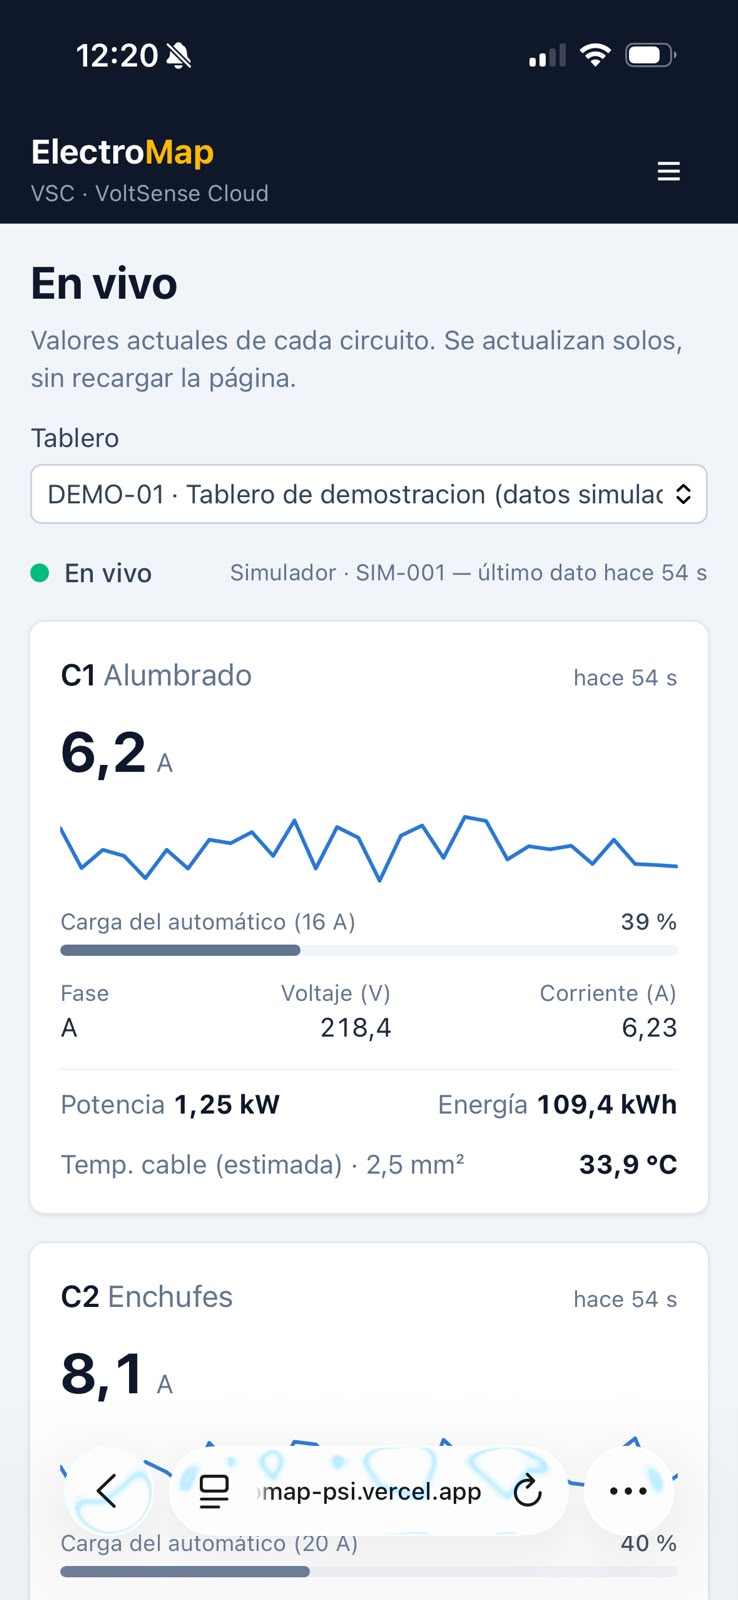 12:20
ElectroMap
VSC · VoltSense Cloud
≡
En vivo
Valores actuales de cada circuito. Se actualizan solos,
sin recargar la página.
Tablero
DEMO-01 · Tablero de demostracion (datos simulac
En vivo
Simulador · SIM-001 — último dato hace 54 s
C1 Alumbrado
hace 54 s
6,2 A
Carga del automático (16 A)
39 %
Fase
Voltaje (V)
Corriente (A)
A
218,4
6,23
Potencia 1,25 kW
Energía 109,4 kWh
Temp. cable (estimada) · 2,5 mm²
33,9 °C
C2 Enchufes
hace 54 s
8,1 A
map-psi.vercel.app
Carga del automático (20 A)
40 %